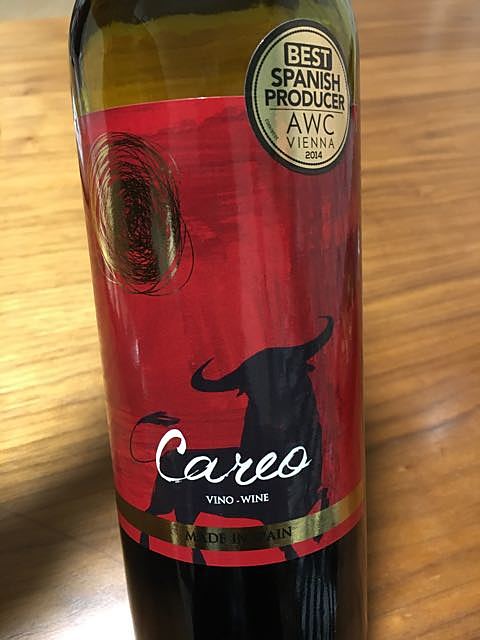 BEST
SPANISH
PRODUCER
AWC
VIENNA
2014
Careo
VINO - WINE
MADE IN SPAIN